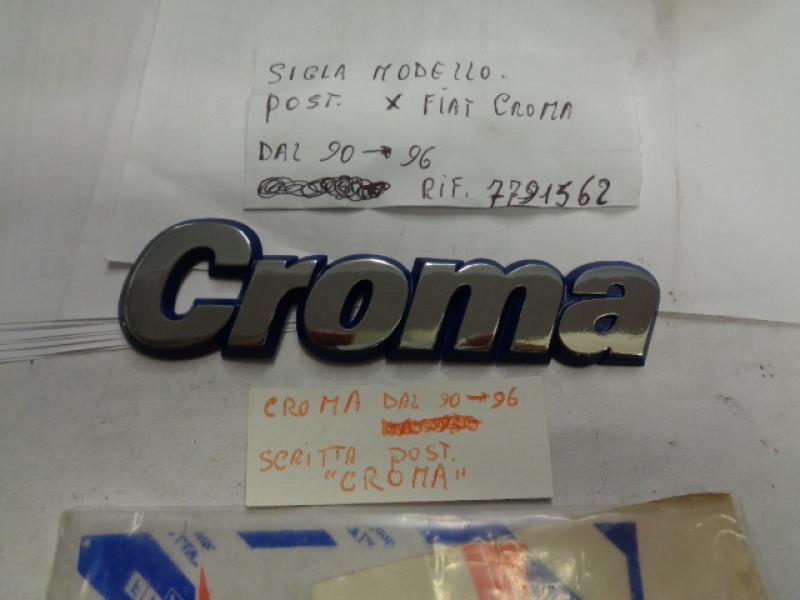 SIGLA MODELLO.
POST. X FIAT CROMA
DAL 90 → 96
RIF. 7791562
Croma
CROMA DAL 90 → 96
SCRITTA POST.
"CROMA"